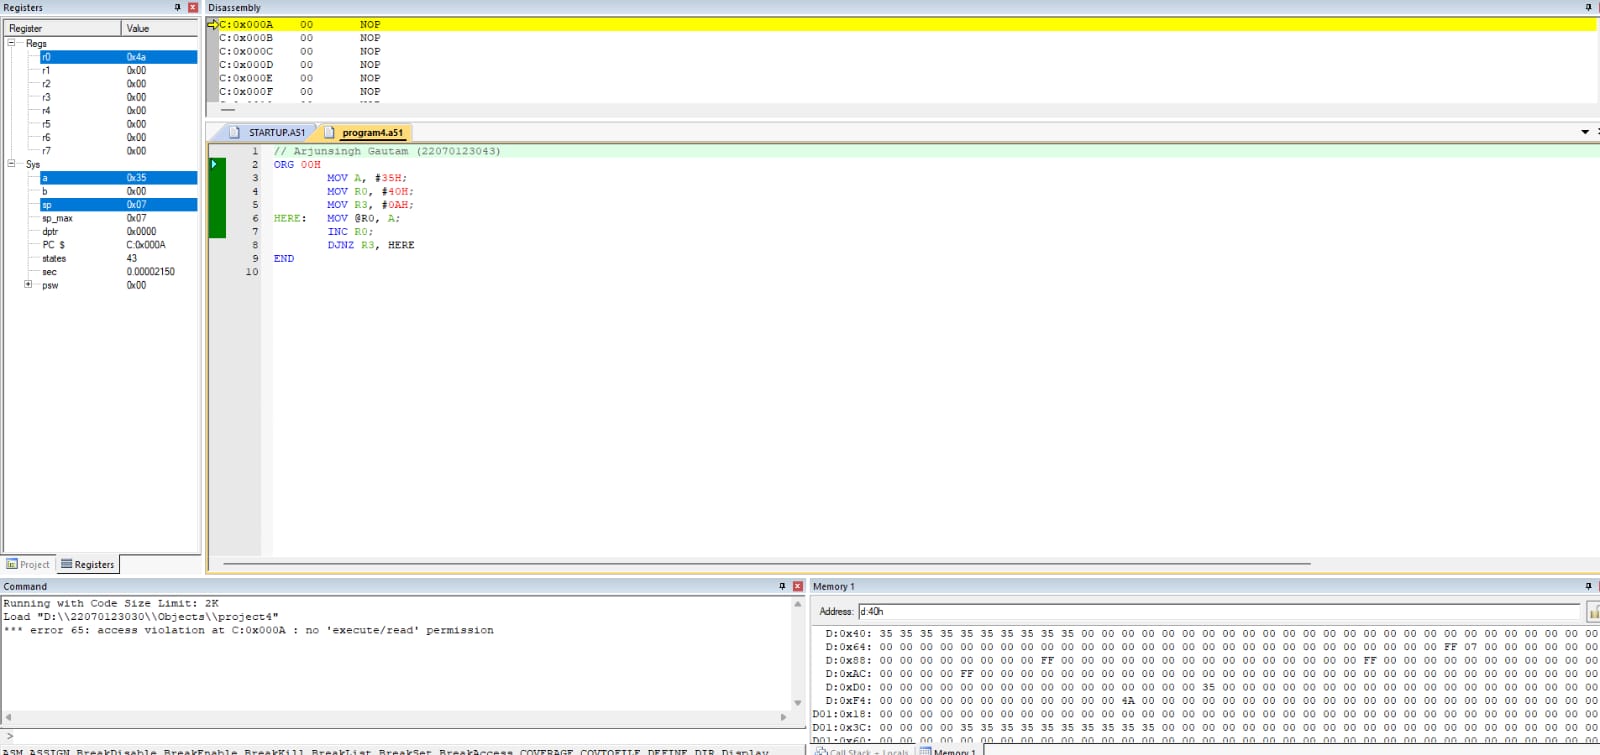 Registers
Register Value
Regs
r0 0x4a
r1 0x00
r2 0x00
r3 0x00
r4 0x00
r5 0x00
r6 0x00
r7 0x00
Sys
a 0x35
b 0x00
sp 0x07
sp_max 0x07
dptr 0x0000
PC $ C:0x000A
states 43
sec 0.00002150
psw 0x00
Project Registers
Disassembly
C:0x000A 00 NOP
C:0x000B 00 NOP
C:0x000C 00 NOP
C:0x000D 00 NOP
C:0x000E 00 NOP
C:0x000F 00 NOP
STARTUP.A51 program4.a51
1 // Arjunsingh Gautam (22070123043)
2 ORG 00H
3 MOV A, #35H;
4 MOV R0, #40H;
5 MOV R3, #0AH;
6 HERE: MOV @R0, A;
7 INC R0;
8 DJNZ R3, HERE
9 END
10
Command
Running with Code Size Limit: 2K
Load "D:\\22070123030\\Objects\\project4"
*** error 65: access violation at C:0x000A : no 'execute/read' permission
>
ASM ASSIGN BreakDisable BreakEnable BreakKill BreakList BreakSet BreakAccess COVERAGE COVTOFILE DEFINE DIR Display
Memory 1
Address: d:40h
D:0x40: 35 35 35 35 35 35 35 35 35 35 00 00 00 00 00 00 00 00 00 00 00 00 00 00 00 00 00 00 00 00 00 00 00 00 00 00
D:0x64: 00 00 00 00 00 00 00 00 00 00 00 00 00 00 00 00 00 00 00 00 00 00 00 00 00 00 00 00 FF 07 00 00 00 00 00 00
D:0x88: 00 00 00 00 00 00 00 00 FF 00 00 00 00 00 00 00 00 00 00 00 00 00 00 00 FF 00 00 00 00 00 00 00 00 00 00 00
D:0xAC: 00 00 00 00 FF 00 00 00 00 00 00 00 00 00 00 00 00 00 00 00 00 00 00 00 00 00 00 00 00 00 00 00 00 00 00 00
D:0xD0: 00 00 00 00 00 00 00 00 00 00 00 00 00 00 00 00 35 00 00 00 00 00 00 00 00 00 00 00 00 00 00 00 00 00 00 00
D:0xF4: 00 00 00 00 00 00 00 00 00 00 00 00 4A 00 00 00 00 00 00 00 00 00 00 00 00 00 00 00 00 00 00 00 00 00 00 00
D01:0x18: 00 00 00 00 00 00 00 00 00 00 00 00 00 00 00 00 00 00 00 00 00 00 00 00 00 00 00 00 00 00 00 00 00 00 00 00
D01:0x3C: 00 00 00 00 35 35 35 35 35 35 35 35 35 35 00 00 00 00 00 00 00 00 00 00 00 00 00 00 00 00 00 00 00 00 00 00
Call Stack + Locals Memory 1